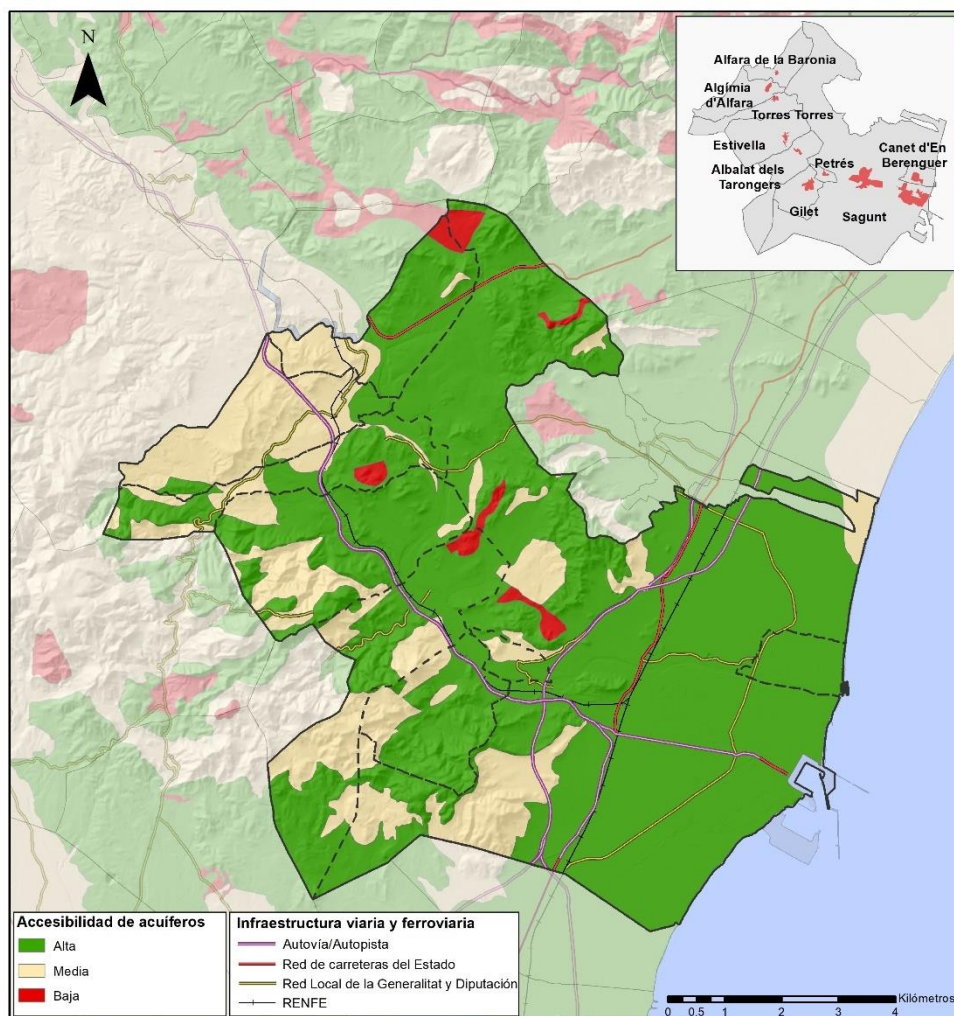 N
Alfara de la Baronia
Algímia
d'Alfara
Torres Torres
Estivella
Canet d'En
Berenguer
Petrés
Albalat dels
Tarongers
Gilet
Sagunt
Accesibilidad de acuíferos
Alta
Media
Baja
Infraestructura viaria y ferroviaria
Autovía/Autopista
Red de carreteras del Estado
Red Local de la Generalitat y Diputación
RENFE
Kilómetros
0 0.5 1 2 3 4